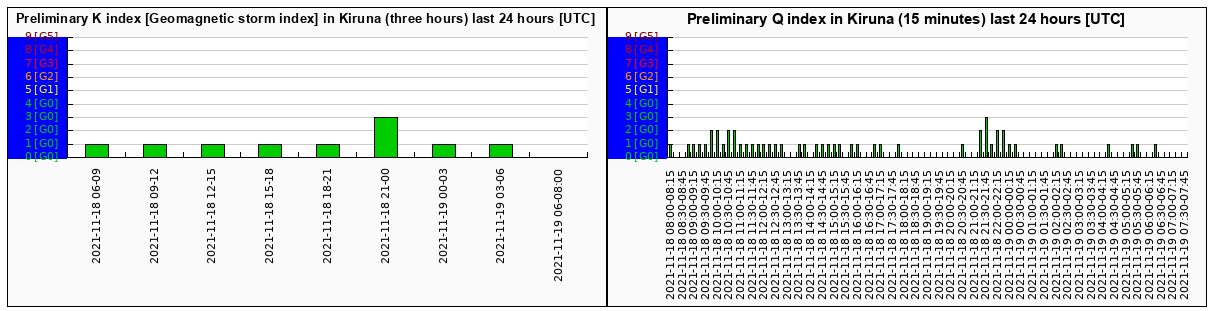 Preliminary K index [Geomagnetic storm index] in Kiruna (three hours) last 24 hours [UTC]
9 [G5]
8 [G4]
7 [G3]
6 [G2]
5 [G1]
4 [G0]
3 [G0]
2 [G0]
1 [G0]
0 [G0]
2021-11-18 06-09
2021-11-18 09-12
2021-11-18 12-15
2021-11-18 15-18
2021-11-18 18-21
2021-11-18 21-00
2021-11-19 00-03
2021-11-19 03-06
2021-11-19 06-08:00
Preliminary Q index in Kiruna (15 minutes) last 24 hours [UTC]
9 [G5]
8 [G4]
7 [G3]
6 [G2]
5 [G1]
4 [G0]
3 [G0]
2 [G0]
1 [G0]
0 [G0]
2021-11-18 08:00-08:15
2021-11-18 08:30-08:45
2021-11-18 09:00-09:15
2021-11-18 09:30-09:45
2021-11-18 10:00-10:15
2021-11-18 10:30-10:45
2021-11-18 11:00-11:15
2021-11-18 11:30-11:45
2021-11-18 12:00-12:15
2021-11-18 12:30-12:45
2021-11-18 13:00-13:15
2021-11-18 13:30-13:45
2021-11-18 14:00-14:15
2021-11-18 14:30-14:45
2021-11-18 15:00-15:15
2021-11-18 15:30-15:45
2021-11-18 16:00-16:15
2021-11-18 16:30-16:45
2021-11-18 17:00-17:15
2021-11-18 17:30-17:45
2021-11-18 18:00-18:15
2021-11-18 18:30-18:45
2021-11-18 19:00-19:15
2021-11-18 19:30-19:45
2021-11-18 20:00-20:15
2021-11-18 20:30-20:45
2021-11-18 21:00-21:15
2021-11-18 21:30-21:45
2021-11-18 22:00-22:15
2021-11-18 22:30-22:45
2021-11-19 00:00-00:15
2021-11-19 00:30-00:45
2021-11-19 01:00-01:15
2021-11-19 01:30-01:45
2021-11-19 02:00-02:15
2021-11-19 02:30-02:45
2021-11-19 03:00-03:15
2021-11-19 03:30-03:45
2021-11-19 04:00-04:15
2021-11-19 04:30-04:45
2021-11-19 05:00-05:15
2021-11-19 05:30-05:45
2021-11-19 06:00-06:15
2021-11-19 06:30-06:45
2021-11-19 07:00-07:15
2021-11-19 07:30-07:45